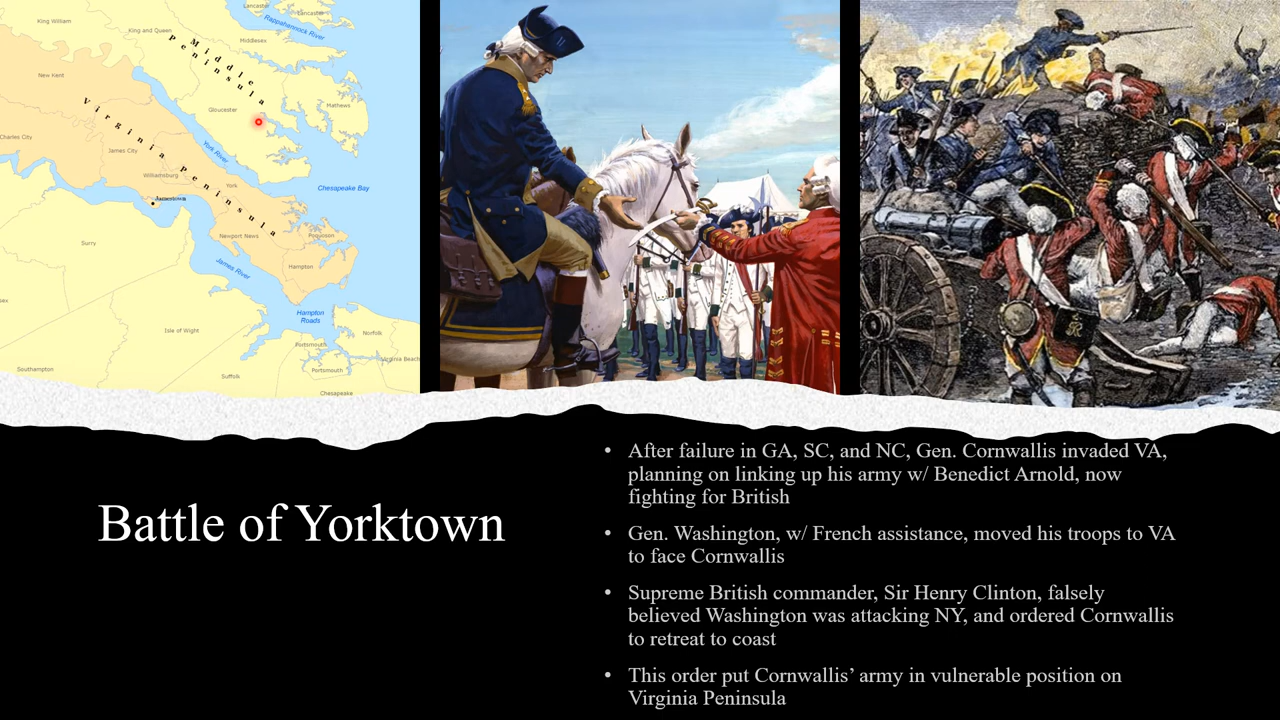 Lancaster
Lancaster
King William
Rappahannock River
King and Queen
Middlesex
Middle Peninsula
New Kent
Mathews
Gloucester
Virginia Peninsula
Charles City
James City
York River
Williamsburg
York
Chesapeake Bay
Jamestown
Surry
Newport News
Poquoson
James River
Hampton
Hampton
Roads
Isle of Wight
Norfolk
Portsmouth
Virginia Beach
Southampton
Portsmouth
Suffolk
Chesapeake
Battle of Yorktown
• After failure in GA, SC, and NC, Gen. Cornwallis invaded VA,
planning on linking up his army w/ Benedict Arnold, now
fighting for British
• Gen. Washington, w/ French assistance, moved his troops to VA
to face Cornwallis
• Supreme British commander, Sir Henry Clinton, falsely
believed Washington was attacking NY, and ordered Cornwallis
to retreat to coast
• This order put Cornwallis’ army in vulnerable position on
Virginia Peninsula